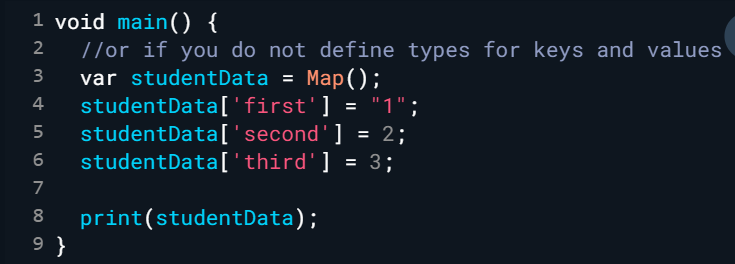 1 void main() {
2 //or if you do not define types for keys and values
3 var studentData = Map();
4 studentData['first'] = "1";
5 studentData['second'] = 2;
6 studentData['third'] = 3;
7
8 print(studentData);
9 }